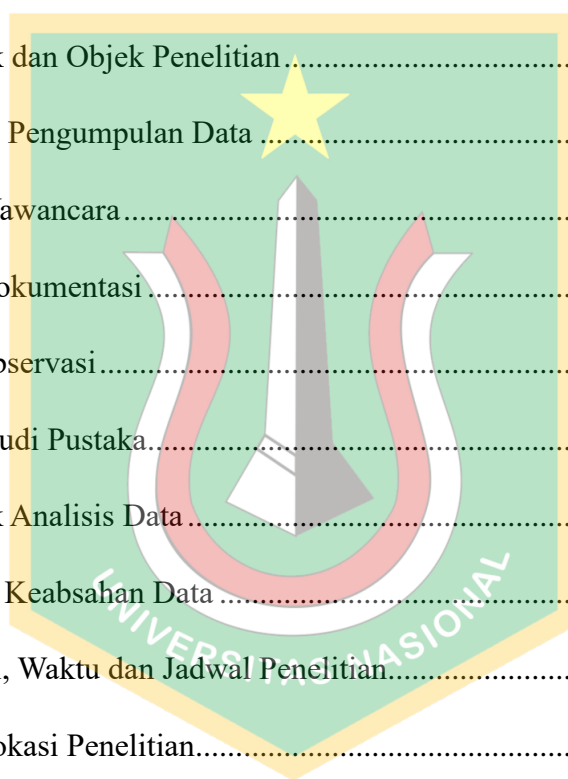 dan Objek Penelitian..............................
Pengumpulan Data..................................
awancara...................................................
okumentasi................................................
bservasi......................................................
udi Pustaka................................................
Analisis Data...........................................
Keabsahan Data.......................................
, Waktu dan Jadwal Penelitian.................
okasi Penelitian.........................................
UNIVERSITAS NASIONAL